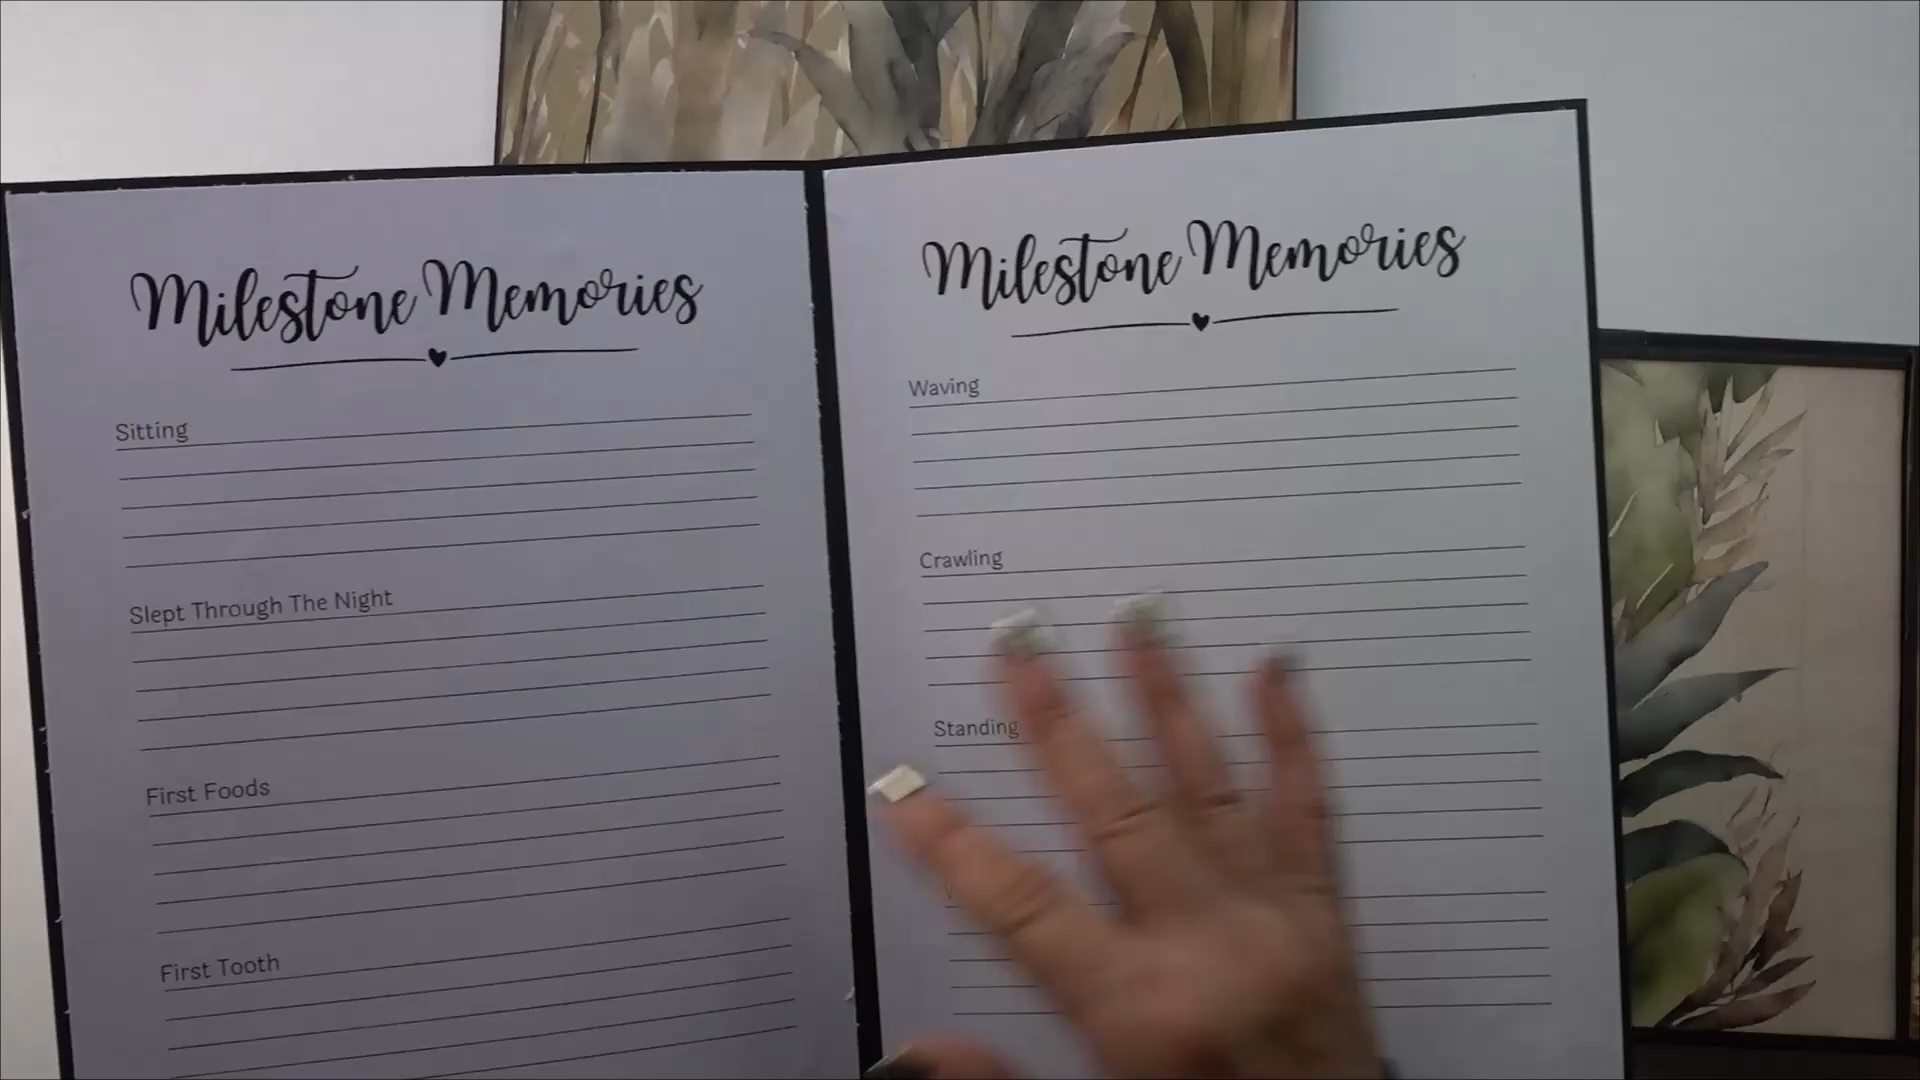 Milestone Memories
Sitting
Slept Through The Night
First Foods
First Tooth
Milestone Memories
Waving
Crawling
Standing